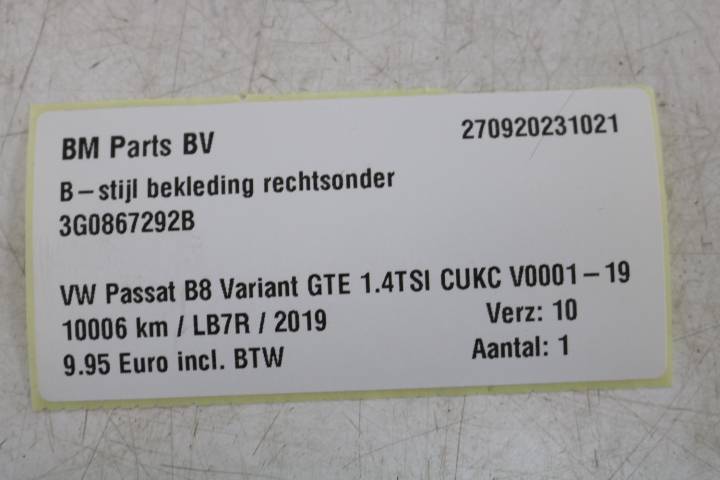 BM Parts BV 270920231021
B-stijl bekleding rechtsonder
3G0867292B
VW Passat B8 Variant GTE 1.4TSI CUKC V0001-19
10006 km / LB7R / 2019 Verz: 10
9.95 Euro incl. BTW Aantal: 1